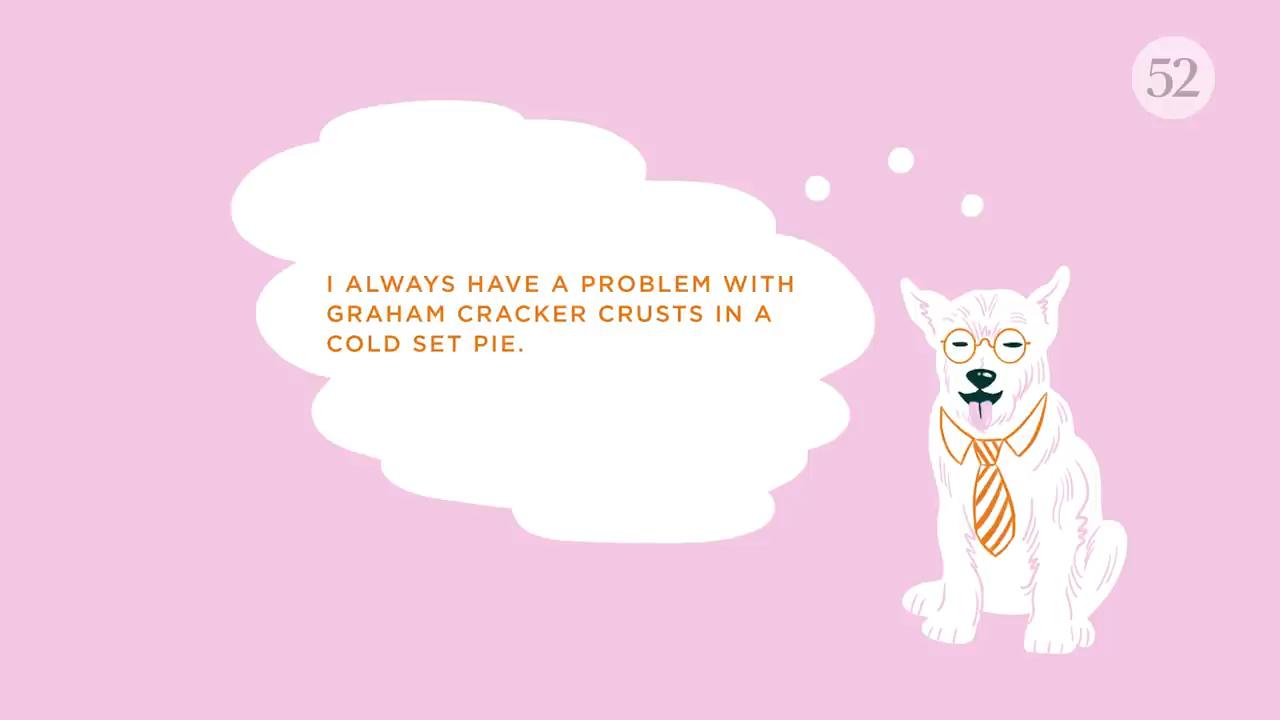 52
I ALWAYS HAVE A PROBLEM WITH
GRAHAM CRACKER CRUSTS IN A
COLD SET PIE.